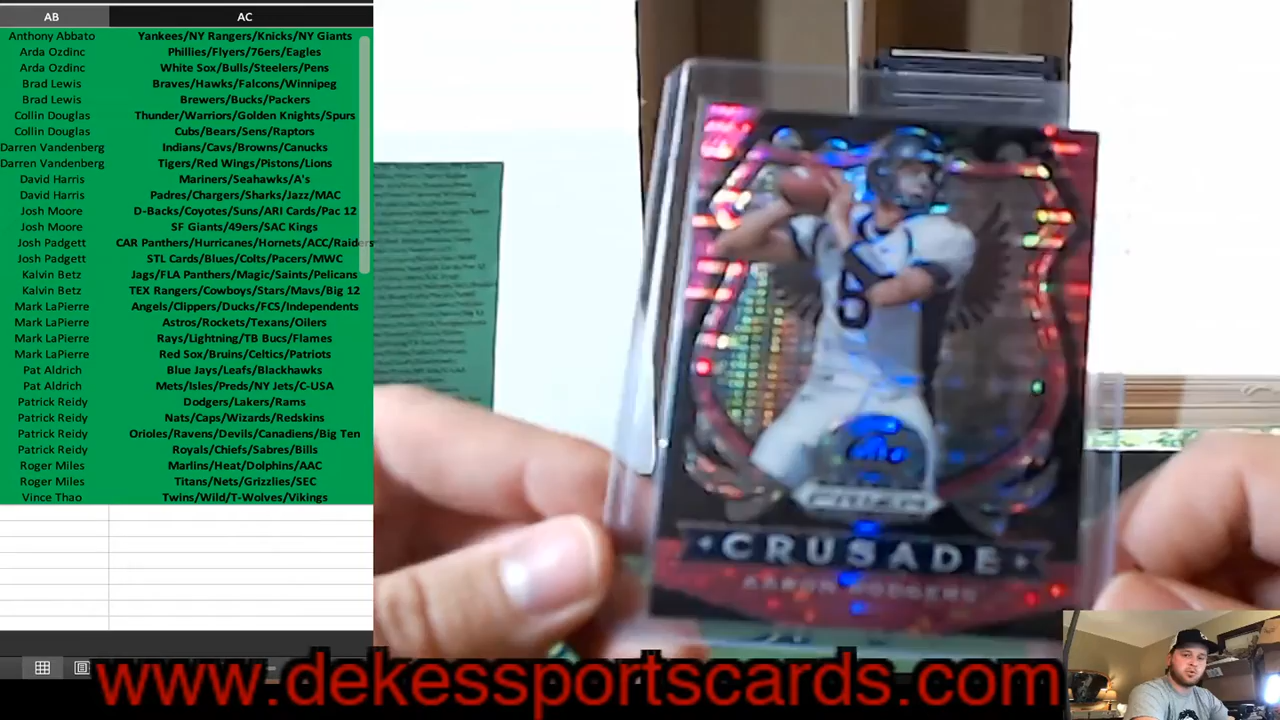 AB AC
Anthony Abbato Yankees/NY Rangers/Knicks/NY Giants
Arda Ozdinc Phillies/Flyers/76ers/Eagles
Arda Ozdinc White Sox/Bulls/Steelers/Pens
Brad Lewis Braves/Hawks/Falcons/Winnipeg
Brad Lewis Brewers/Bucks/Packers
Collin Douglas Thunder/Warriors/Golden Knights/Spurs
Collin Douglas Cubs/Bears/Sens/Raptors
Darren Vandenberg Indians/Cavs/Browns/Canucks
Darren Vandenberg Tigers/Red Wings/Pistons/Lions
David Harris Mariners/Seahawks/A's
David Harris Padres/Chargers/Sharks/Jazz/MAC
Josh Moore D-Backs/Coyotes/Suns/ARI Cards/Pac 12
Josh Moore SF Giants/49ers/SAC Kings
Josh Padgett CAR Panthers/Hurricanes/Hornets/ACC/Raiders
Josh Padgett STL Cards/Blues/Colts/Pacers/MWC
Kalvin Betz Jags/FLA Panthers/Magic/Saints/Pelicans
Kalvin Betz TEX Rangers/Cowboys/Stars/Mavs/Big 12
Mark LaPierre Angels/Clippers/Ducks/FCS/Independents
Mark LaPierre Astros/Rockets/Texans/Oilers
Mark LaPierre Rays/Lightning/TB Bucs/Flames
Mark LaPierre Red Sox/Bruins/Celtics/Patriots
Pat Aldrich Blue Jays/Leafs/Blackhawks
Pat Aldrich Mets/Isles/Preds/NY Jets/C-USA
Patrick Reidy Dodgers/Lakers/Rams
Patrick Reidy Nats/Caps/Wizards/Redskins
Patrick Reidy Orioles/Ravens/Devils/Canadiens/Big Ten
Patrick Reidy Royals/Chiefs/Sabres/Bills
Roger Miles Marlins/Heat/Dolphins/AAC
Roger Miles Titans/Nets/Grizzlies/SEC
Vince Thao Twins/Wild/T-Wolves/Vikings
8
PRIZM
CRUSADE
AARON RODGERS
www.dekessportscards.com